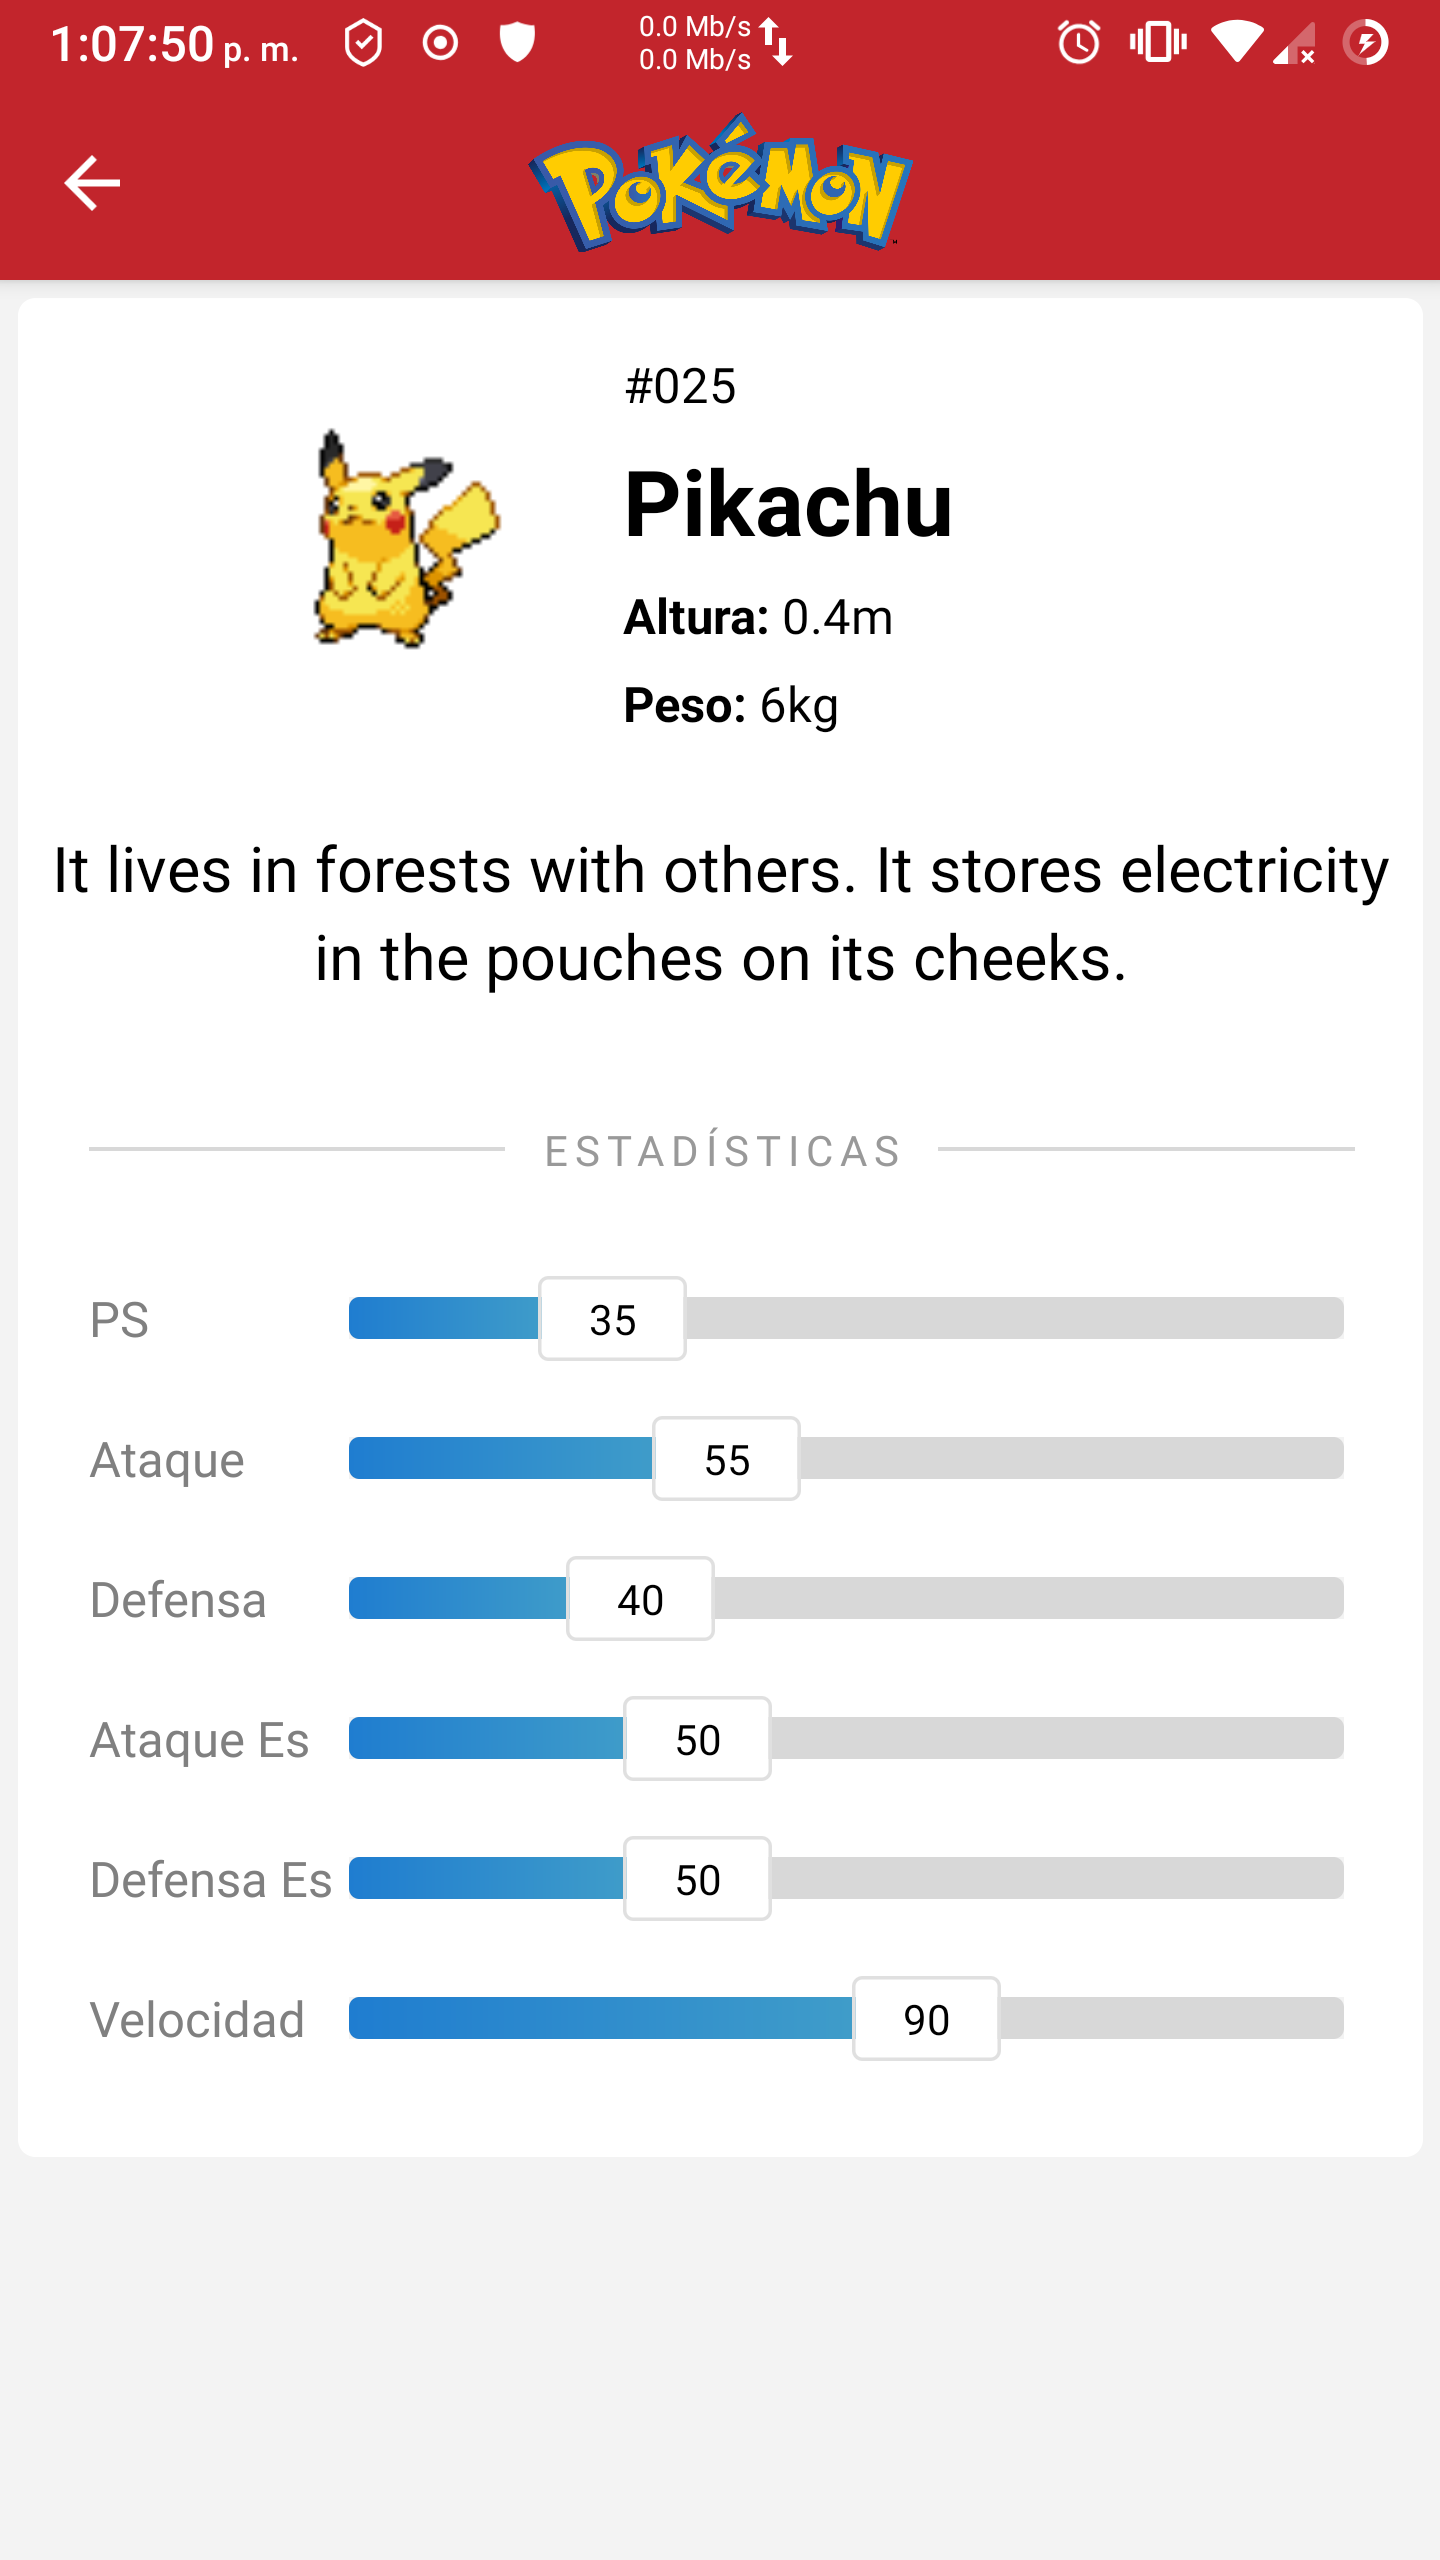 1:07:50 p. m.
0.0 Mb/s
0.0 Mb/s
POKéMON
#025
Pikachu
Altura: 0.4m
Peso: 6kg
It lives in forests with others. It stores electricity
in the pouches on its cheeks.
ESTADÍSTICAS
PS 35
Ataque 55
Defensa 40
Ataque Es 50
Defensa Es 50
Velocidad 90